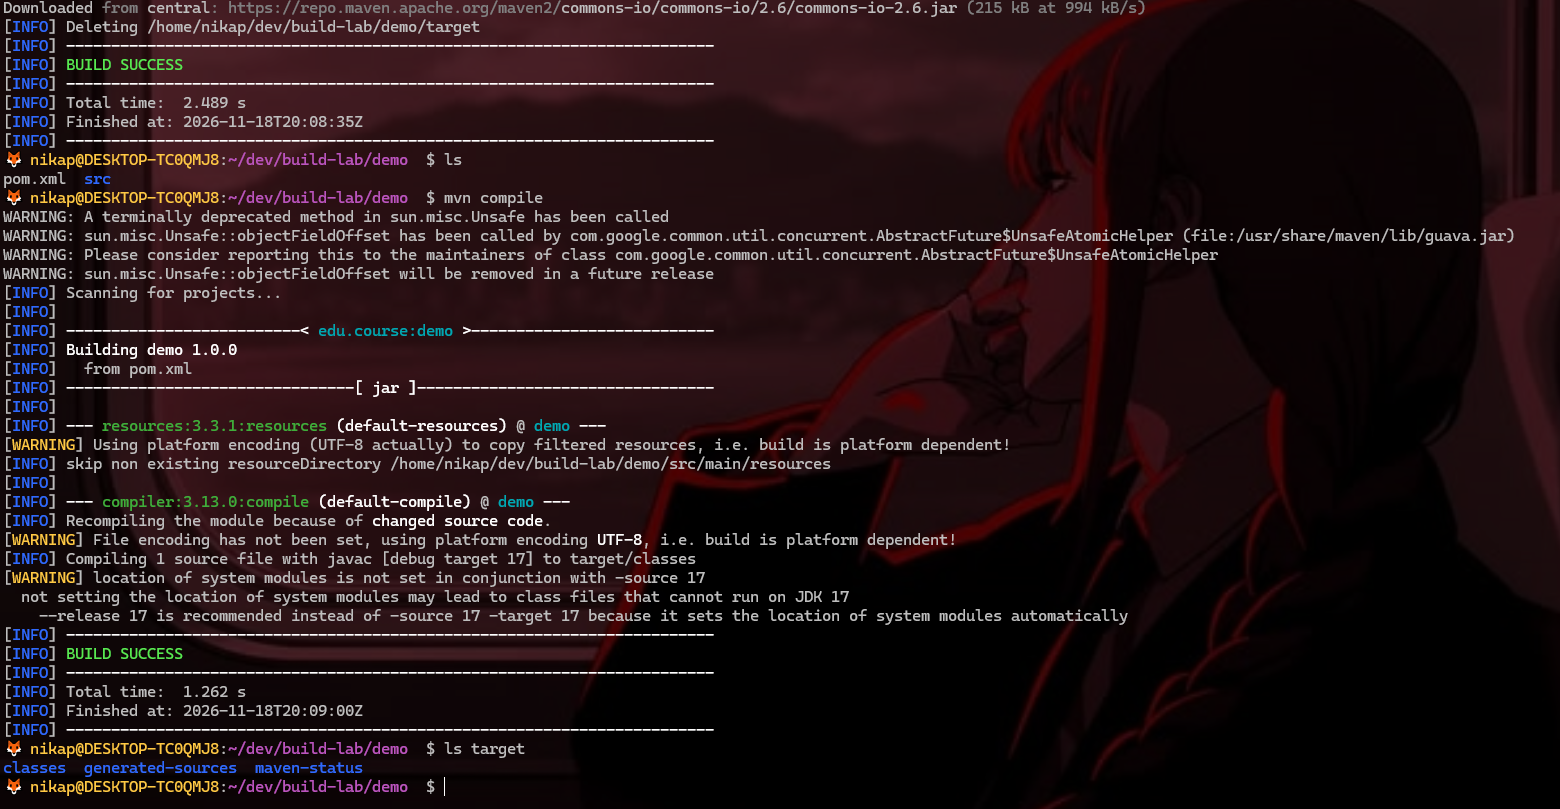 Downloaded from central: https://repo.maven.apache.org/maven2/commons-io/commons-io/2.6/commons-io-2.6.jar (215 kB at 994 kB/s)
[INFO] Deleting /home/nikap/dev/build-lab/demo/target
[INFO] ------------------------------------------------------------------------
[INFO] BUILD SUCCESS
[INFO] ------------------------------------------------------------------------
[INFO] Total time:  2.489 s
[INFO] Finished at: 2026-11-18T20:08:35Z
[INFO] ------------------------------------------------------------------------
🦊 nikap@DESKTOP-TC0QMJ8:~/dev/build-lab/demo  $ ls
pom.xml  src
🦊 nikap@DESKTOP-TC0QMJ8:~/dev/build-lab/demo  $ mvn compile
WARNING: A terminally deprecated method in sun.misc.Unsafe has been called
WARNING: sun.misc.Unsafe::objectFieldOffset has been called by com.google.common.util.concurrent.AbstractFuture$UnsafeAtomicHelper (file:/usr/share/maven/lib/guava.jar)
WARNING: Please consider reporting this to the maintainers of class com.google.common.util.concurrent.AbstractFuture$UnsafeAtomicHelper
WARNING: sun.misc.Unsafe::objectFieldOffset will be removed in a future release
[INFO] Scanning for projects...
[INFO]
[INFO] --------------------------< edu.course:demo >---------------------------
[INFO] Building demo 1.0.0
[INFO]   from pom.xml
[INFO] --------------------------------[ jar ]---------------------------------
[INFO]
[INFO] --- resources:3.3.1:resources (default-resources) @ demo ---
[WARNING] Using platform encoding (UTF-8 actually) to copy filtered resources, i.e. build is platform dependent!
[INFO] skip non existing resourceDirectory /home/nikap/dev/build-lab/demo/src/main/resources
[INFO]
[INFO] --- compiler:3.13.0:compile (default-compile) @ demo ---
[INFO] Recompiling the module because of changed source code.
[WARNING] File encoding has not been set, using platform encoding UTF-8, i.e. build is platform dependent!
[INFO] Compiling 1 source file with javac [debug target 17] to target/classes
[WARNING] location of system modules is not set in conjunction with -source 17
  not setting the location of system modules may lead to class files that cannot run on JDK 17
    --release 17 is recommended instead of -source 17 -target 17 because it sets the location of system modules automatically
[INFO] ------------------------------------------------------------------------
[INFO] BUILD SUCCESS
[INFO] ------------------------------------------------------------------------
[INFO] Total time:  1.262 s
[INFO] Finished at: 2026-11-18T20:09:00Z
[INFO] ------------------------------------------------------------------------
🦊 nikap@DESKTOP-TC0QMJ8:~/dev/build-lab/demo  $ ls target
classes  generated-sources  maven-status
🦊 nikap@DESKTOP-TC0QMJ8:~/dev/build-lab/demo  $